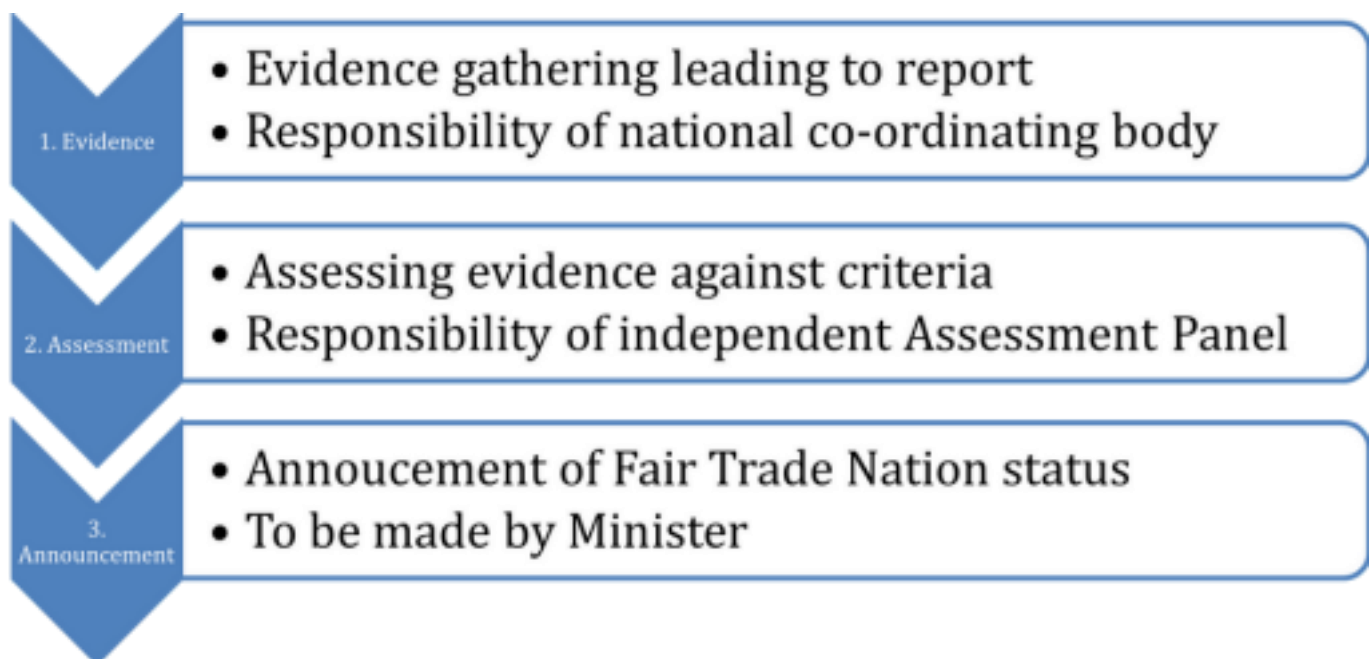 1. Evidence
• Evidence gathering leading to report
• Responsibility of national co-ordinating body
2. Assessment
• Assessing evidence against criteria
• Responsibility of independent Assessment Panel
3.
Announcement
• Annoucement of Fair Trade Nation status
• To be made by Minister